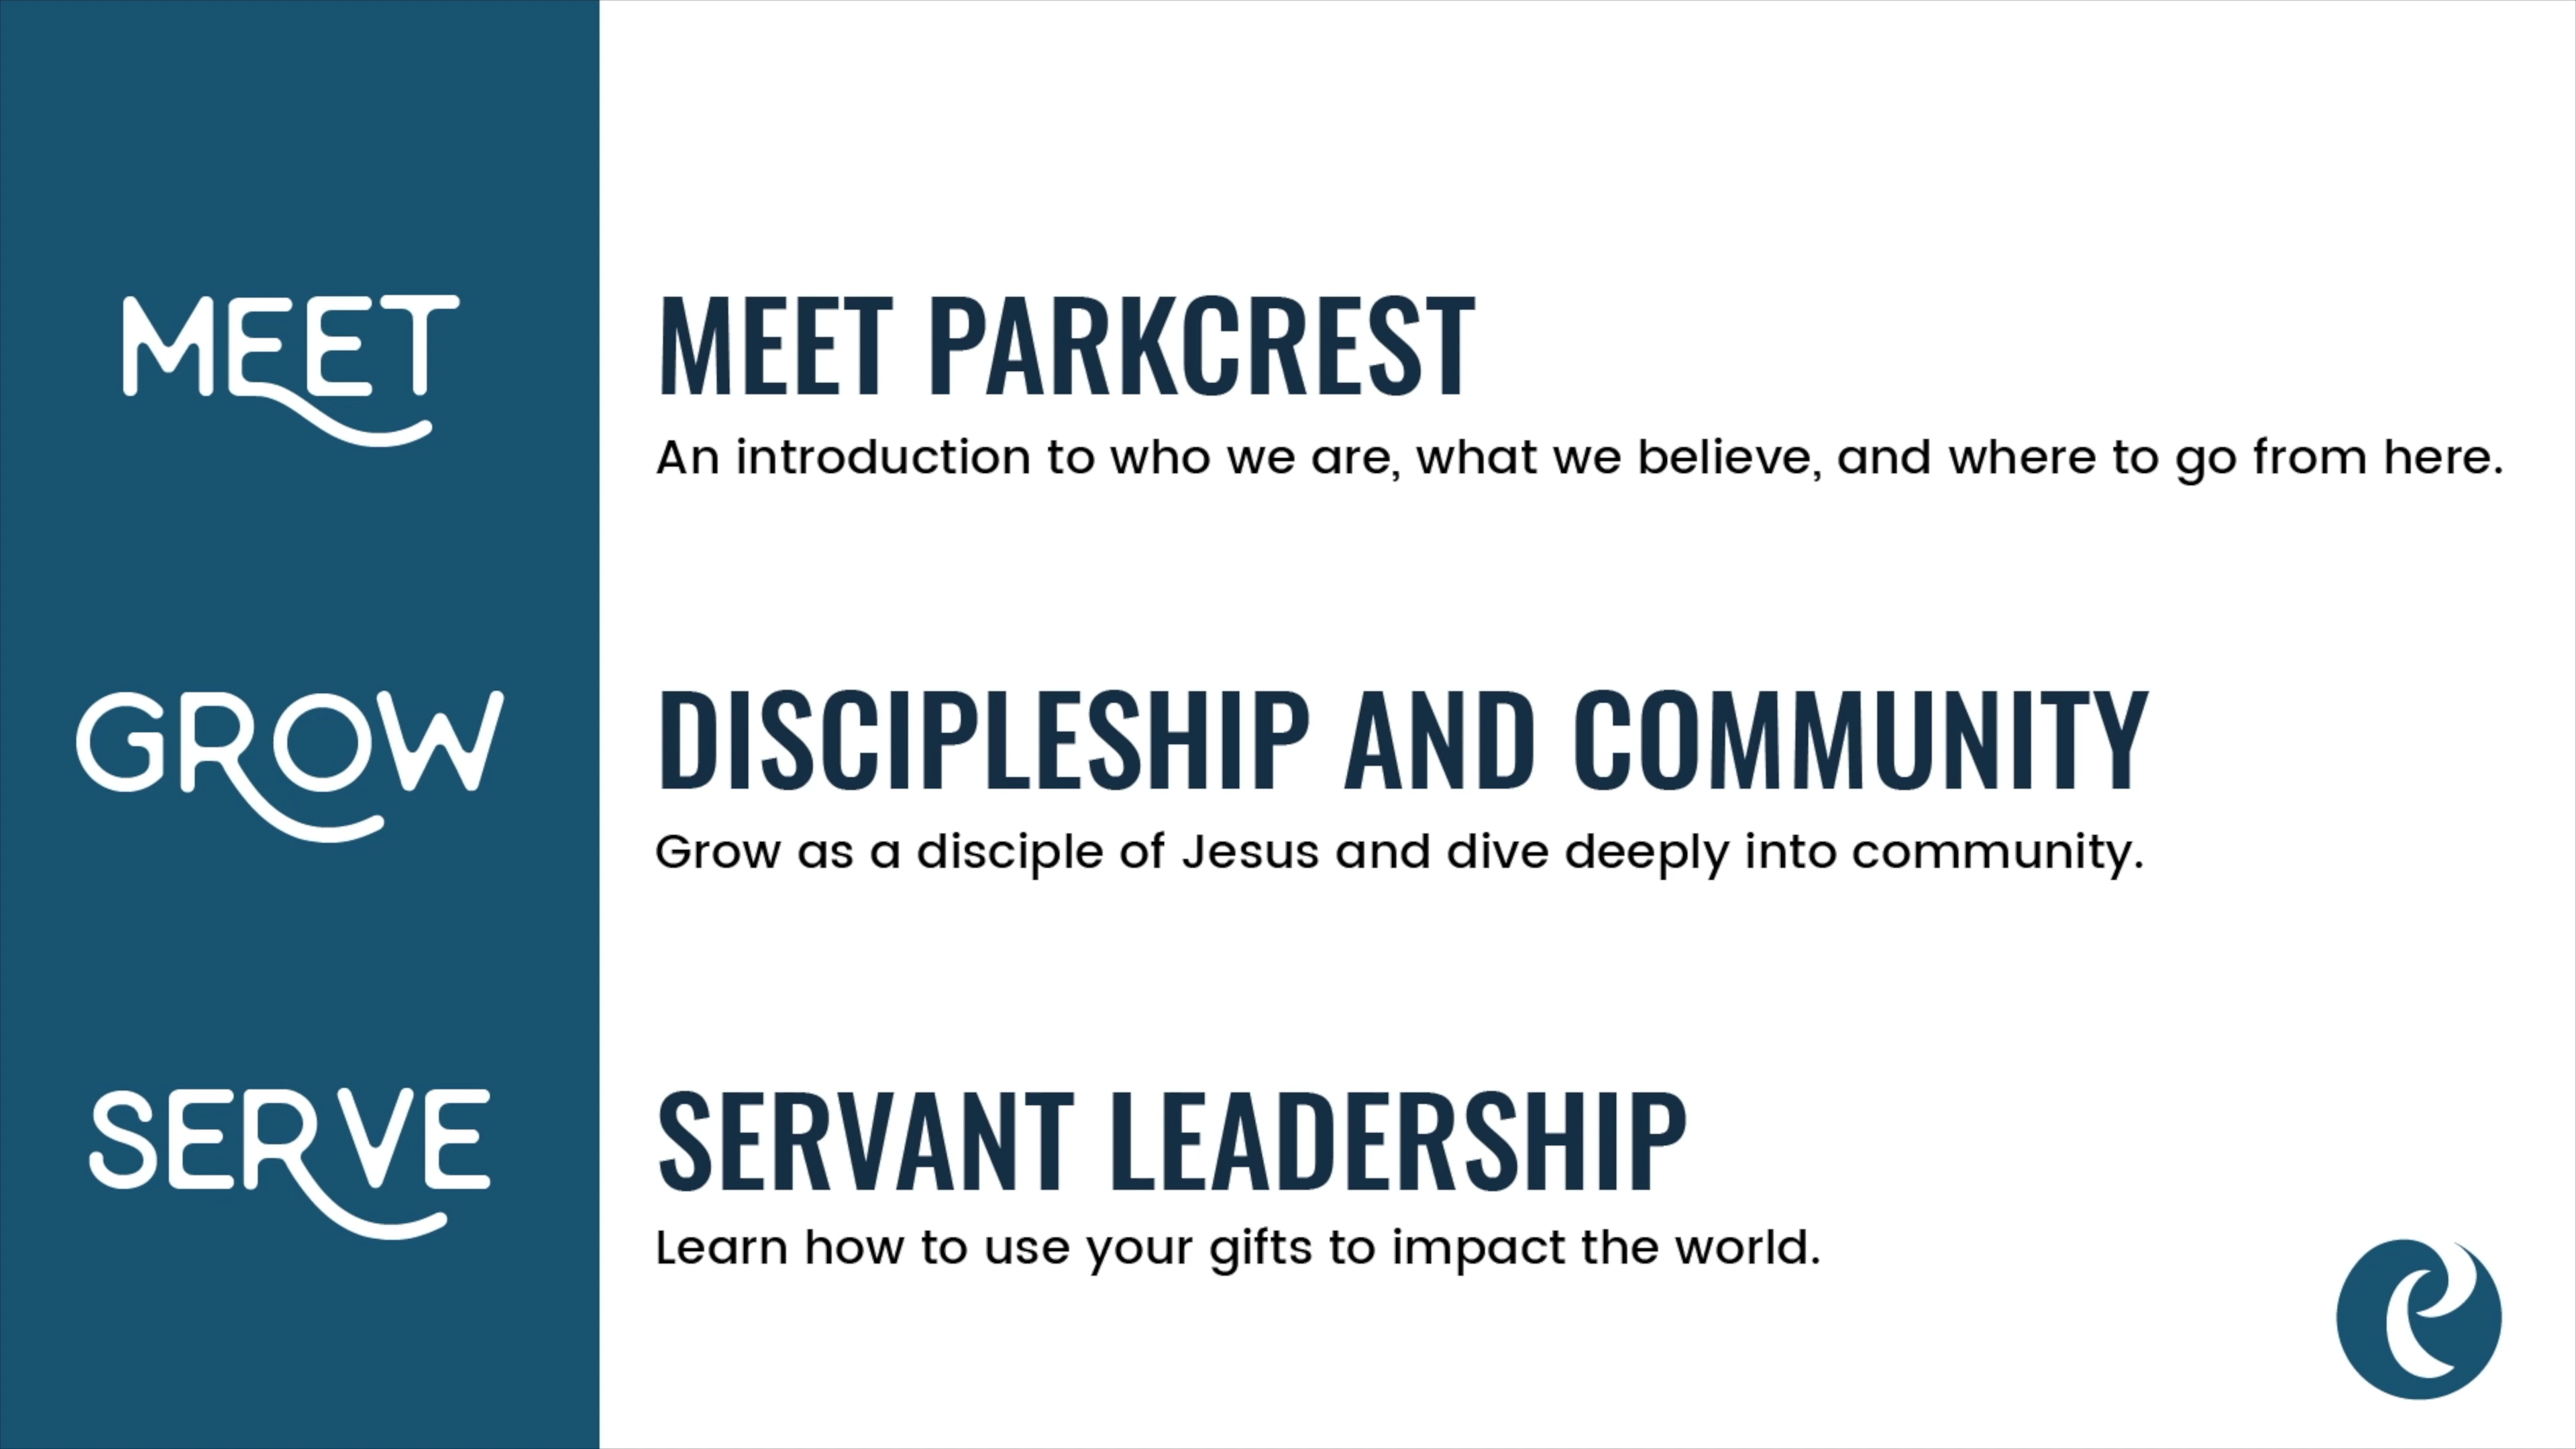 MEET
MEET PARKCREST
An introduction to who we are, what we believe, and where to go from here.
GROW
DISCIPLESHIP AND COMMUNITY
Grow as a disciple of Jesus and dive deeply into community.
SERVE
SERVANT LEADERSHIP
Learn how to use your gifts to impact the world.